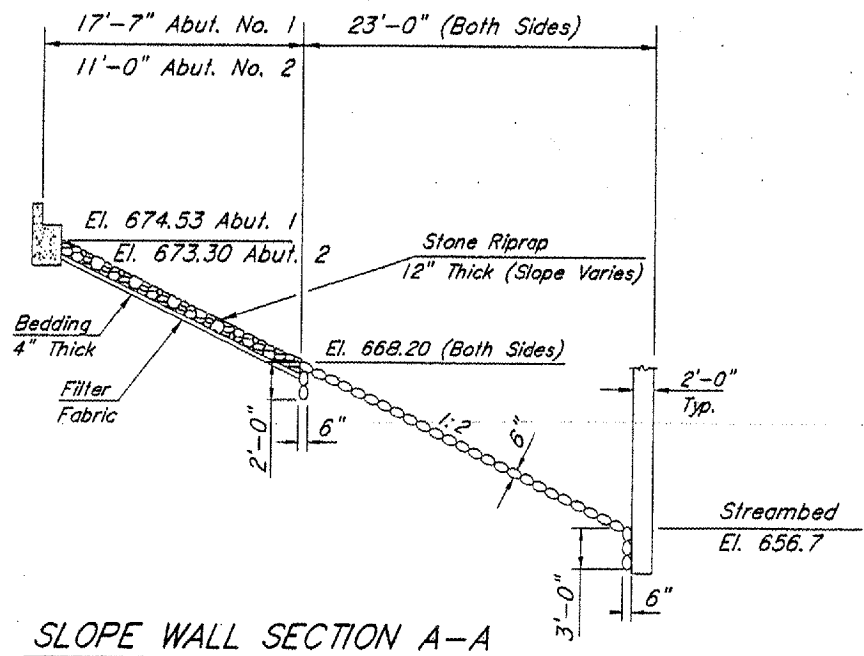 17'-7" Abut. No. 1
23'-0" (Both Sides)
11'-0" Abut. No. 2
El. 674.53 Abut. 1
El. 673.30 Abut. 2
Stone Riprap
12" Thick (Slope Varies)
Bedding
4" Thick
El. 668.20 (Both Sides)
Filter
Fabric
2'-0"
Typ.
2'-0"
6"
1:2
6"
Streambed
El. 656.7
3'-0"
6"
SLOPE WALL SECTION A-A